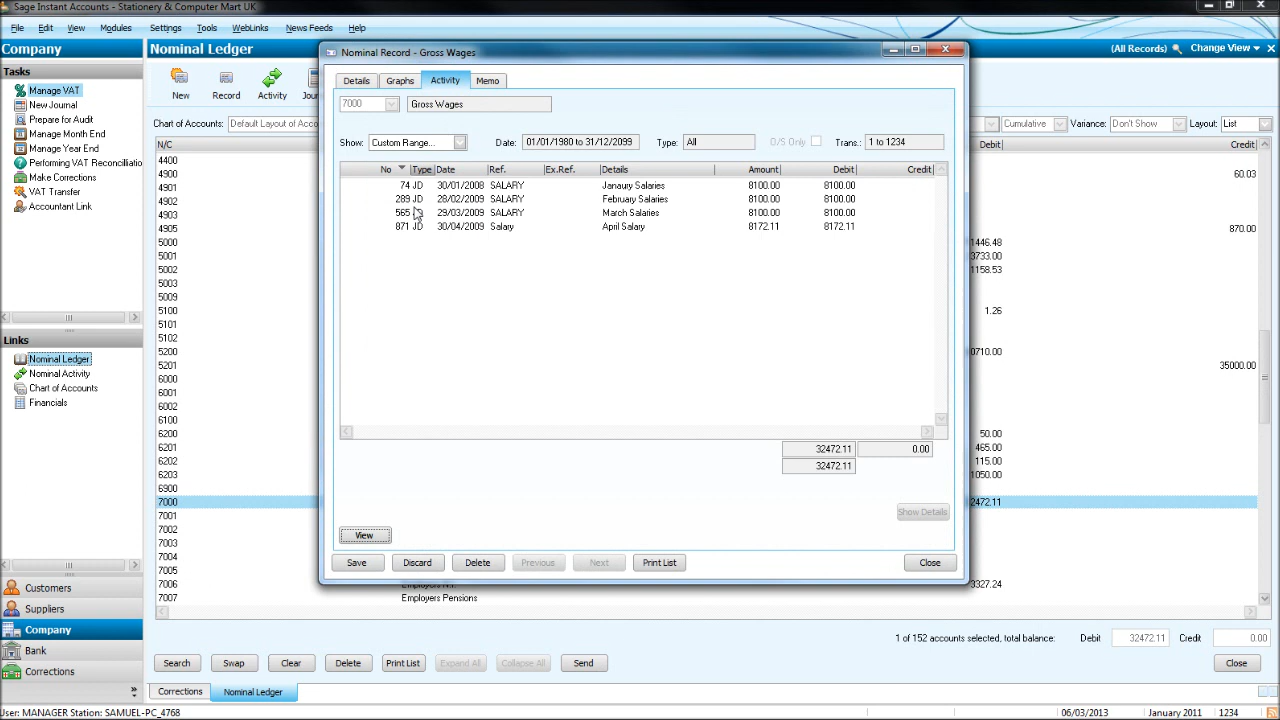 Sage Instant Accounts - Stationery & Computer Mart UK
File Edit View Modules Settings Tools WebLinks News Feeds Help
Company
Nominal Ledger
(All Records) Change View
Tasks
Manage VAT
New Journal
Prepare for Audit
Manage Month End
Manage Year End
Performing VAT Reconciliatio
Make Corrections
VAT Transfer
Accountant Link
Links
Nominal Ledger
Nominal Activity
Chart of Accounts
Financials
Customers
Suppliers
Company
Bank
Corrections
New Record Activity Jour
Chart of Accounts: Default Layout of Acco
Cumulative Variance: Don't Show Layout: List
N/C Debit Credit
4400
4900 60.03
4901
4902
4903
4905 870.00
5000 1446.48
5001 3733.00
5002 1158.53
5003
5009
5100 1.26
5101
5102
5200 0710.00
5201 35000.00
6000
6001
6002
6100
6200 50.00
6201 445.00
6202 115.00
6203 1050.00
6900
7000 2472.11
7001
7002
7003
7004
7005
7006 Employers N.I. 3327.24
7007 Employers Pensions
Nominal Record - Gross Wages
Details Graphs Activity Memo
7000 Gross Wages
Show: Custom Range... Date: 01/01/1980 to 31/12/2099 Type: All O/S Only Trans.: 1 to 1234
No Type Date Ref. Ex.Ref. Details Amount Debit Credit
74 JD 30/01/2008 SALARY Janaury Salaries 8100.00 8100.00
289 JD 28/02/2009 SALARY February Salaries 8100.00 8100.00
565 29/03/2009 SALARY March Salaries 8100.00 8100.00
871 JD 30/04/2009 Salary April Salary 8172.11 8172.11
32472.11 0.00
32472.11
Show Details
View
Save Discard Delete Previous Next Print List Close
1 of 152 accounts selected, total balance: Debit 32472.11 Credit 0.00
Search Swap Clear Delete Print List Expand All Collapse All Send Close
Corrections Nominal Ledger
User: MANAGER Station: SAMUEL-PC_4768 06/03/2013 January 2011 1234